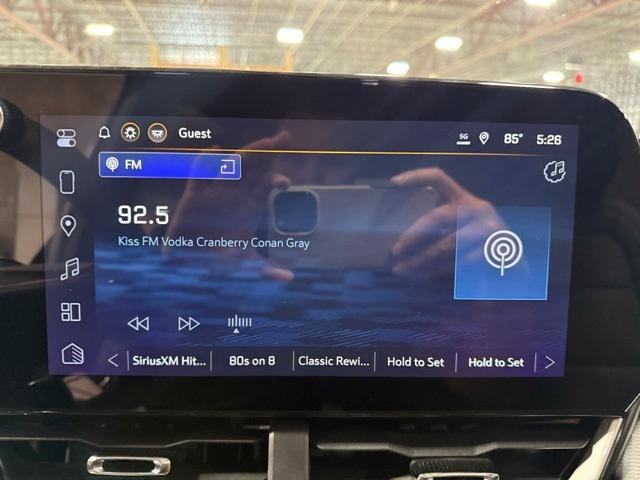 Guest
5G 85° 5:26
FM
92.5
Kiss FM Vodka Cranberry Conan Gray
SiriusXM Hit... 80s on 8 Classic Rewi... Hold to Set Hold to Set